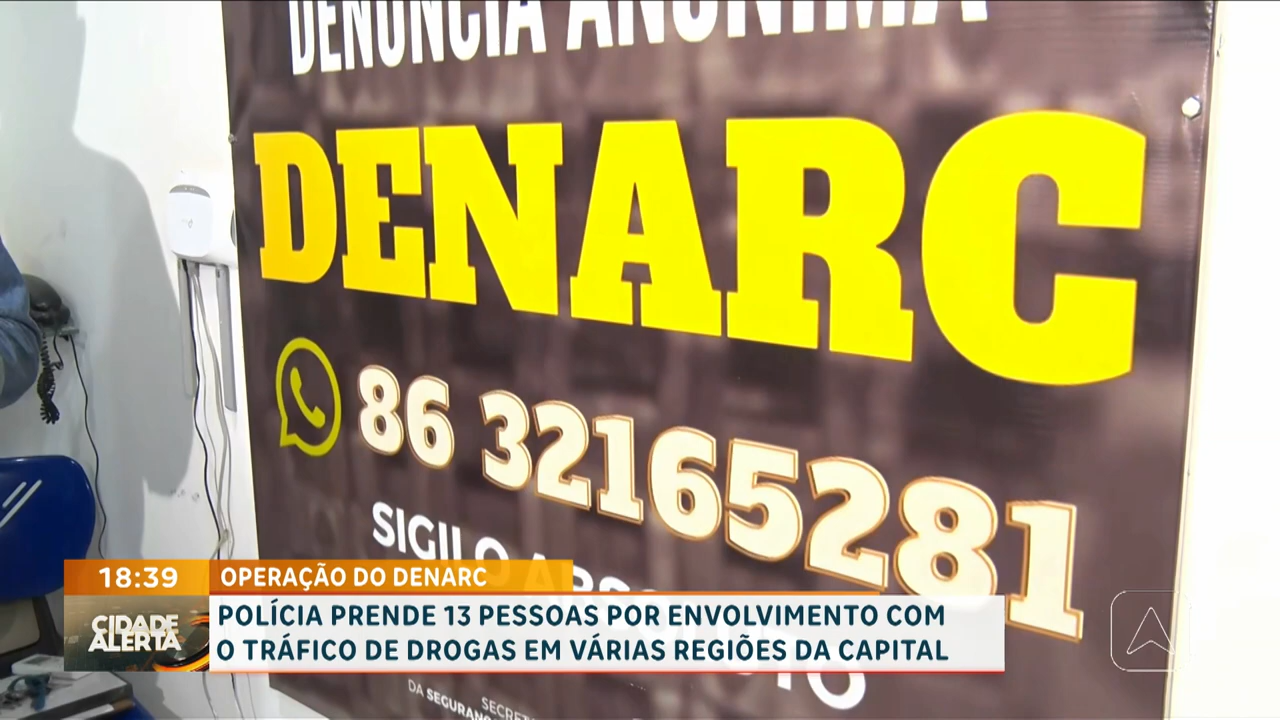 DENÚNCIA ANÔNIMA
DENARC
86 32165281
SIGILO
18:39
OPERAÇÃO DO DENARC
CIDADE
ALERTA
POLÍCIA PRENDE 13 PESSOAS POR ENVOLVIMENTO COM
O TRÁFICO DE DROGAS EM VÁRIAS REGIÕES DA CAPITAL